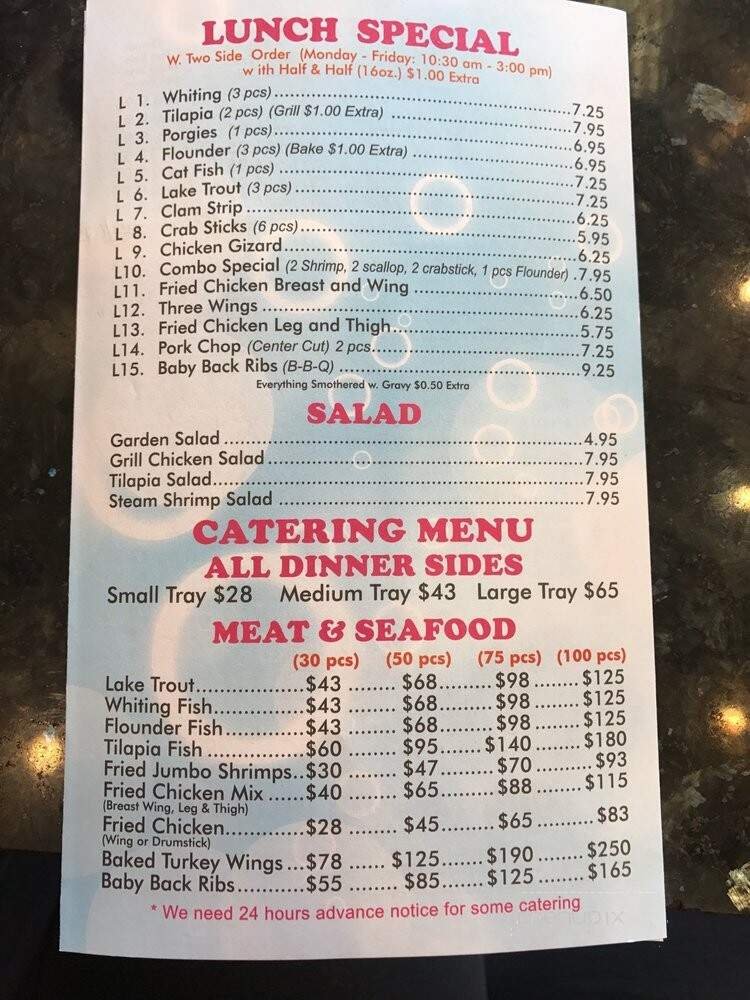 LUNCH SPECIAL
W. Two Side Order (Monday - Friday: 10:30 am - 3:00 pm)
w ith Half & Half (16oz.) $1.00 Extra
L 1. Whiting (3 pcs)..........7.25
L 2. Tilapia (2 pcs) (Grill $1.00 Extra) ..........7.95
L 3. Porgies (1 pcs)..........6.95
L 4. Flounder (3 pcs) (Bake $1.00 Extra) ..........6.95
L 5. Cat Fish (1 pcs) ..........7.25
L 6. Lake Trout (3 pcs)..........7.25
L 7. Clam Strip ..........6.25
L 8. Crab Sticks (6 pcs)..........5.95
L 9. Chicken Gizard..........6.25
L10. Combo Special (2 Shrimp, 2 scallop, 2 crabstick, 1 pcs Flounder) .7.95
L11. Fried Chicken Breast and Wing ..........6.50
L12. Three Wings ..........6.25
L13. Fried Chicken Leg and Thigh..........5.75
L14. Pork Chop (Center Cut) 2 pcs..........7.25
L15. Baby Back Ribs (B-B-Q) ..........9.25
Everything Smothered w. Gravy $0.50 Extra
SALAD
Garden Salad ..........4.95
Grill Chicken Salad..........7.95
Tilapia Salad..........7.95
Steam Shrimp Salad ..........7.95
CATERING MENU
ALL DINNER SIDES
Small Tray $28 Medium Tray $43 Large Tray $65
MEAT & SEAFOOD
(30 pcs) (50 pcs) (75 pcs) (100 pcs)
Lake Trout..........$43 ........ $68.........$98 ........$125
Whiting Fish..........$43 ........ $68.........$98 ........$125
Flounder Fish..........$43 ........ $68.........$98 ........$125
Tilapia Fish ..........$60 ........ $95.......$140 ........$180
Fried Jumbo Shrimps..$30 ........ $47.........$70 ..........$93
Fried Chicken Mix ......$40 ........ $65.........$88 ........$115
(Breast Wing, Leg & Thigh)
Fried Chicken..........$28 ........ $45.........$65 ..........$83
(Wing or Drumstick)
Baked Turkey Wings ...$78 ...... $125.......$190 ........$250
Baby Back Ribs..........$55 ........ $85.......$125 ........$165
* We need 24 hours advance notice for some catering